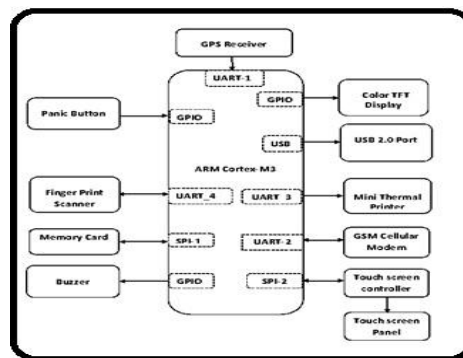 GPS Receiver
UART-1
GPIO
Color TFT
Display
Panic Button
GPIO
USB
USB 2.0 Port
ARM Cortex-M3
Finger Print
Scanner
UART_4
UART_3
Mini Thermal
Printer
Memory Card
SPI-1
UART-2
GSM Cellular
Modem
Buzzer
GPIO
SPI-2
Touch screen
controller
Touch screen
Panel